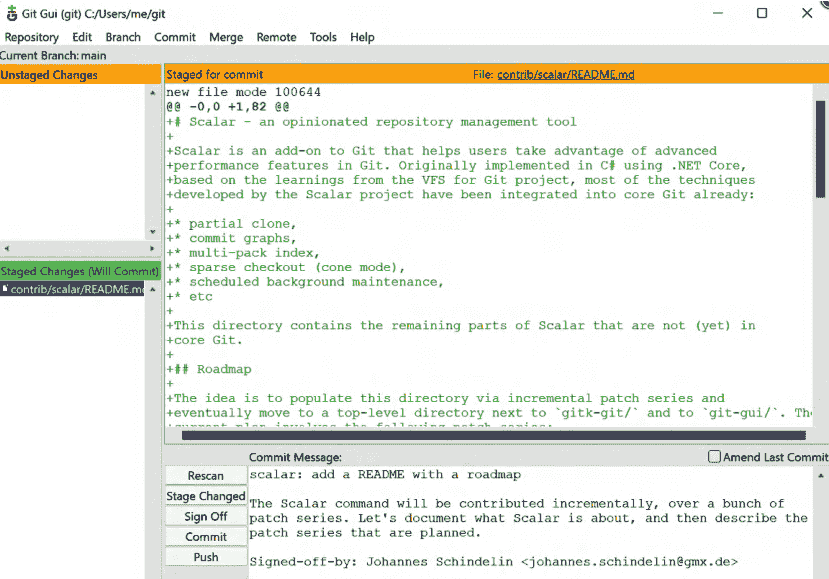 Git Gui (git) C:/Users/me/git
Repository Edit Branch Commit Merge Remote Tools Help
Current Branch: main
Unstaged Changes
Staged for commit File: contrib/scalar/README.md
new file mode 100644
@@ -0,0 +1,82 @@
+# Scalar - an opinionated repository management tool
+
+Scalar is an add-on to Git that helps users take advantage of advanced
+performance features in Git. Originally implemented in C# using .NET Core,
+based on the learnings from the VFS for Git project, most of the techniques
+developed by the Scalar project have been integrated into core Git already:
+
+* partial clone,
+* commit graphs,
+* multi-pack index,
+* sparse checkout (cone mode),
+* scheduled background maintenance,
+* etc
+
+This directory contains the remaining parts of Scalar that are not (yet) in
+core Git.
+
+## Roadmap
+
+The idea is to populate this directory via incremental patch series and
+eventually move to a top-level directory next to `gitk-git/` and to `git-gui/`. The
+current plan involves the following patch series:
Staged Changes (Will Commit)
contrib/scalar/README.md
Commit Message:
Amend Last Commit
Rescan
Stage Changed
Sign Off
Commit
Push
scalar: add a README with a roadmap
The Scalar command will be contributed incrementally, over a bunch of
patch series. Let's document what Scalar is about, and then describe the
patch series that are planned.
Signed-off-by: Johannes Schindelin <johannes.schindelin@gmx.de>